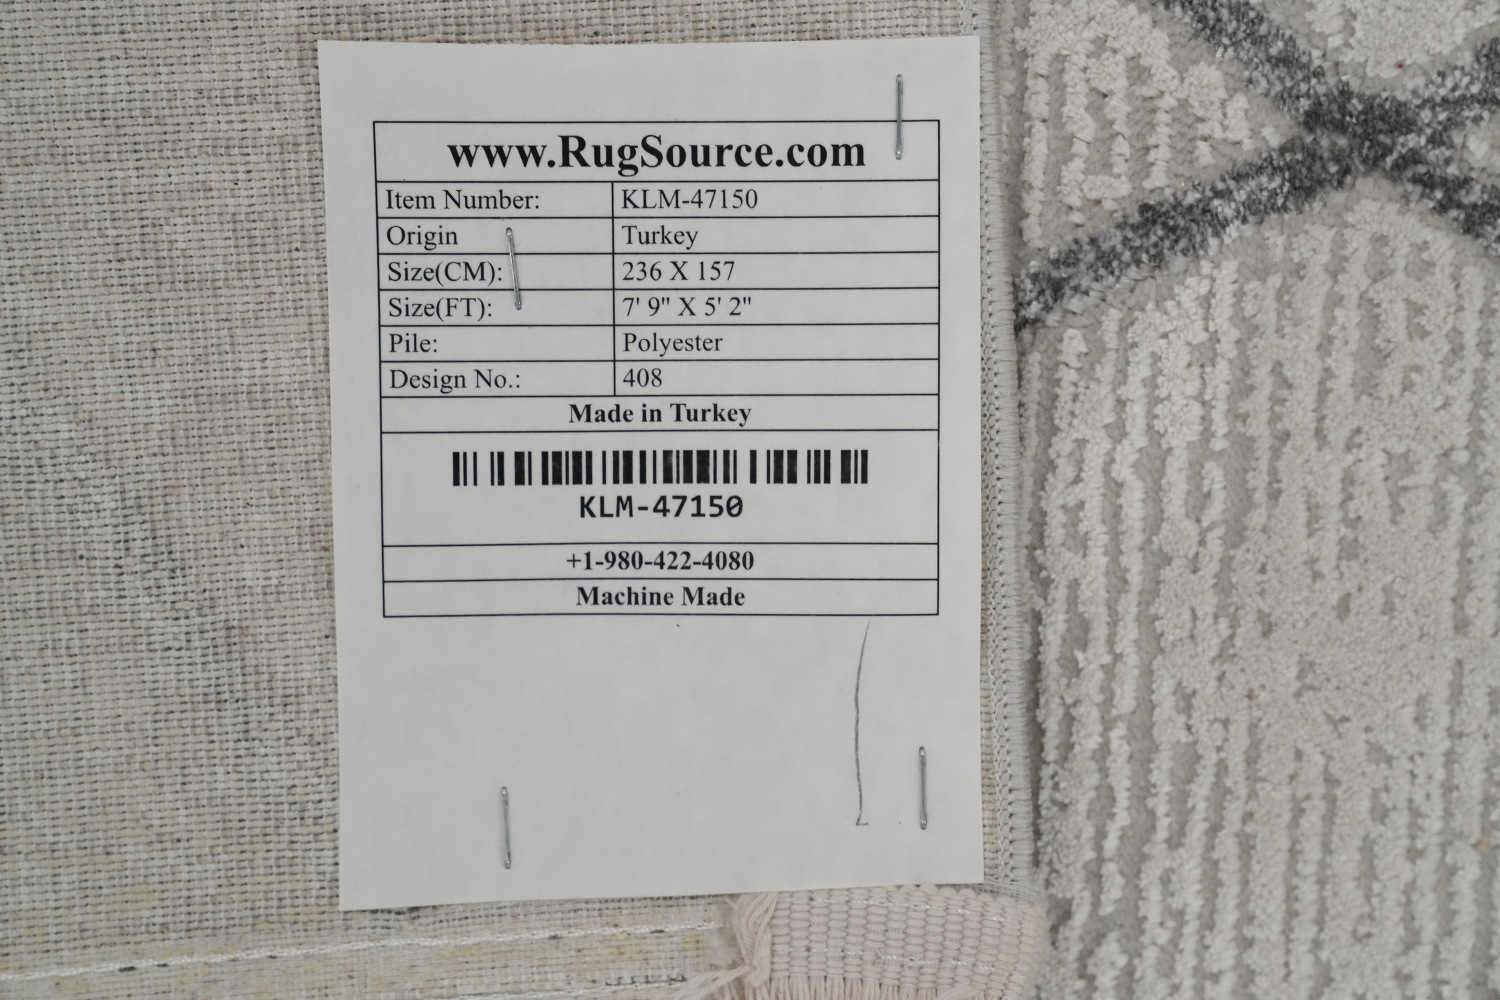 www.RugSource.com
Item Number: KLM-47150
Origin Turkey
Size(CM): 236 X 157
Size(FT): 7' 9" X 5' 2"
Pile: Polyester
Design No.: 408
Made in Turkey
KLM-47150
+1-980-422-4080
Machine Made